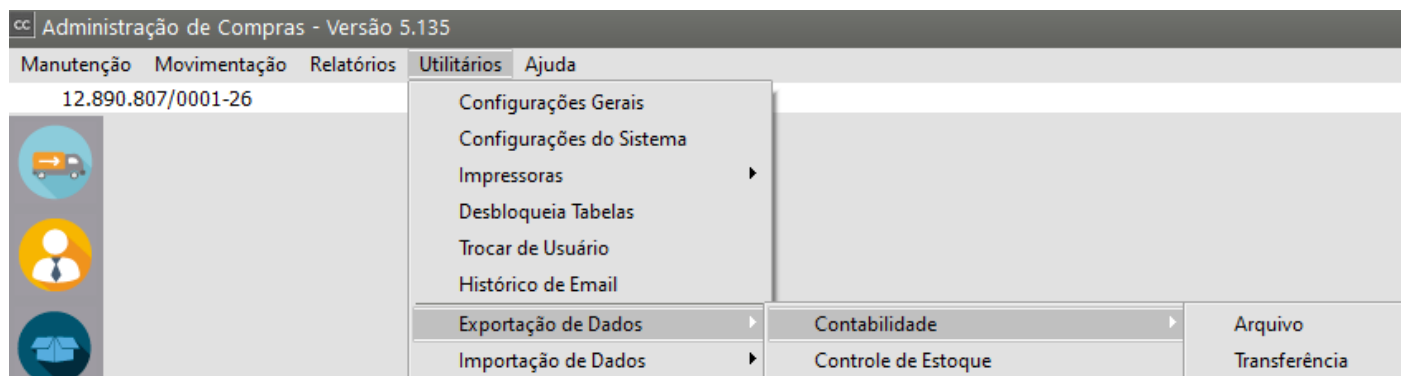 cc Administração de Compras - Versão 5.135
Manutenção Movimentação Relatórios Utilitários Ajuda
12.890.807/0001-26
Configurações Gerais
Configurações do Sistema
Impressoras
Desbloqueia Tabelas
Trocar de Usuário
Histórico de Email
Exportação de Dados Contabilidade Arquivo
Importação de Dados Controle de Estoque Transferência